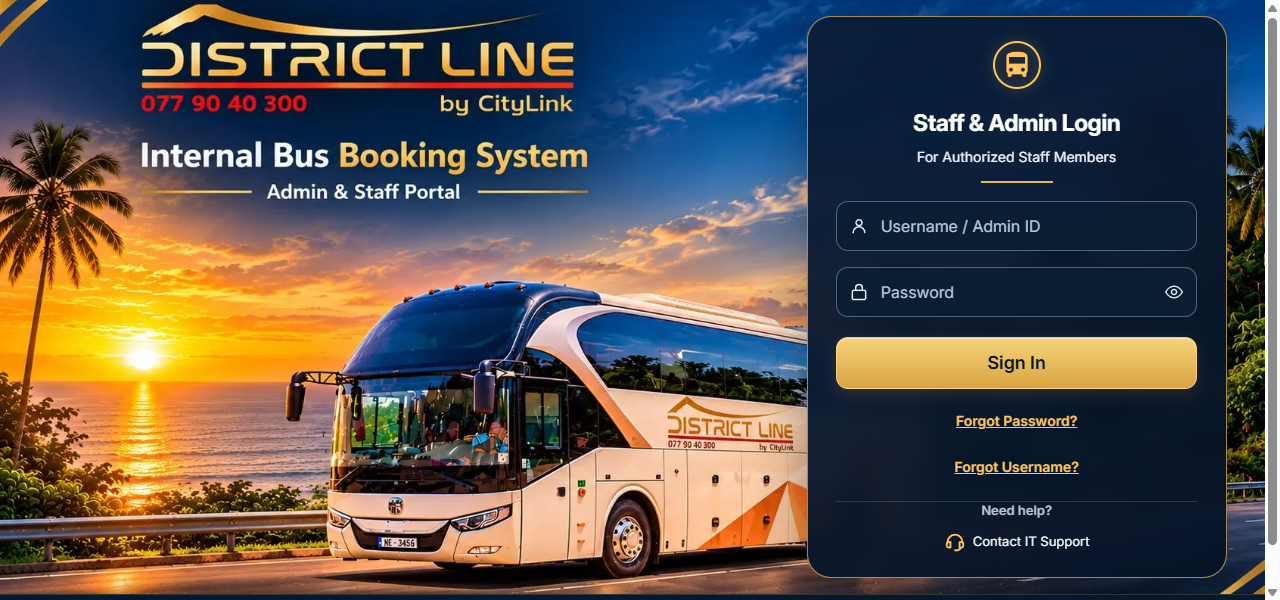 DISTRICT LINE
077 90 40 300 by CityLink
Internal Bus Booking System
Admin & Staff Portal
DISTRICT LINE
077 90 40 300 by CityLink
NE - 3456
Staff & Admin Login
For Authorized Staff Members
Username / Admin ID
Password
Sign In
Forgot Password?
Forgot Username?
Need help?
Contact IT Support